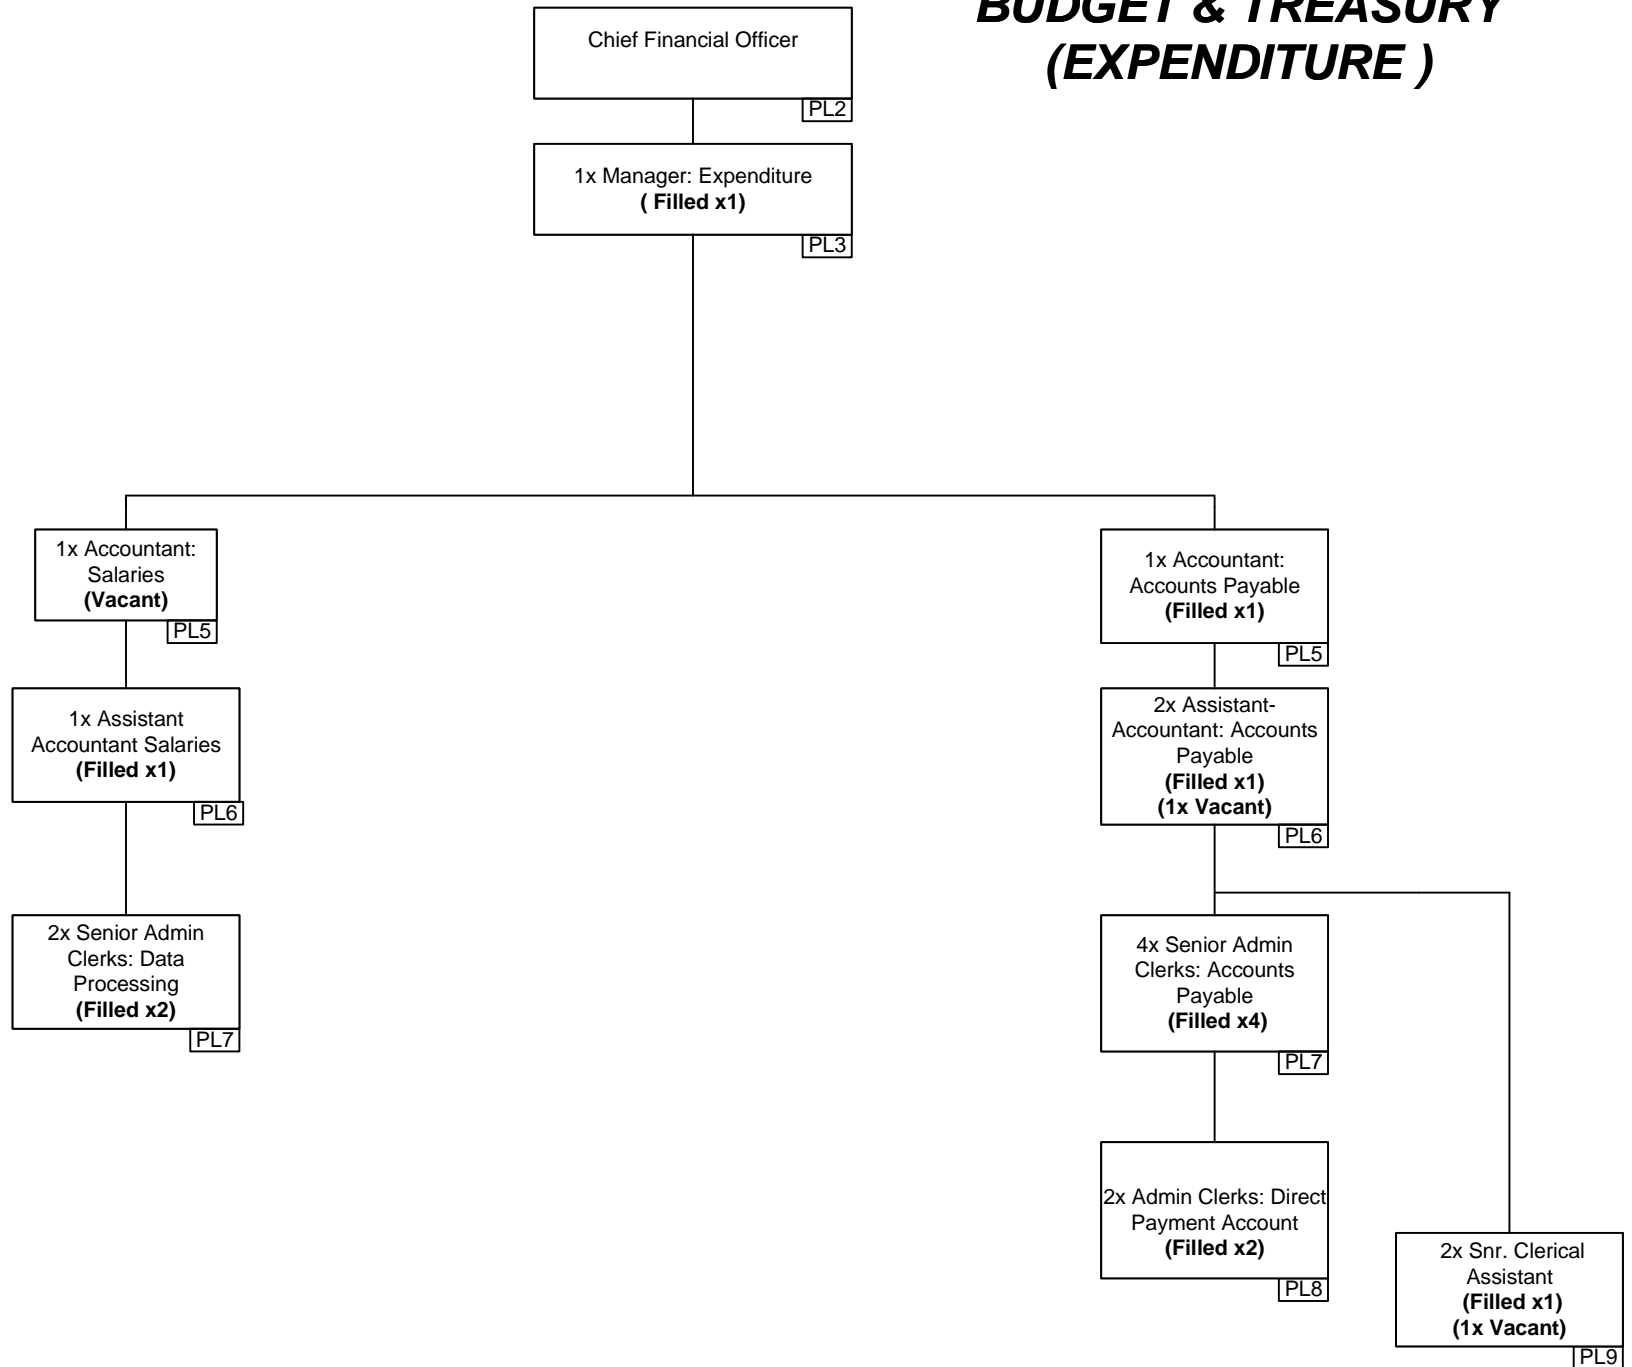 BUDGET & TREASURY
(EXPENDITURE )
Chief Financial Officer
PL2
1x Manager: Expenditure
( Filled x1)
PL3
1x Accountant:
Salaries
(Vacant)
PL5
1x Assistant
Accountant Salaries
(Filled x1)
PL6
2x Senior Admin
Clerks: Data
Processing
(Filled x2)
PL7
1x Accountant:
Accounts Payable
(Filled x1)
PL5
2x Assistant-
Accountant: Accounts
Payable
(Filled x1)
(1x Vacant)
PL6
4x Senior Admin
Clerks: Accounts
Payable
(Filled x4)
PL7
2x Admin Clerks: Direct
Payment Account
(Filled x2)
PL8
2x Snr. Clerical
Assistant
(Filled x1)
(1x Vacant)
PL9